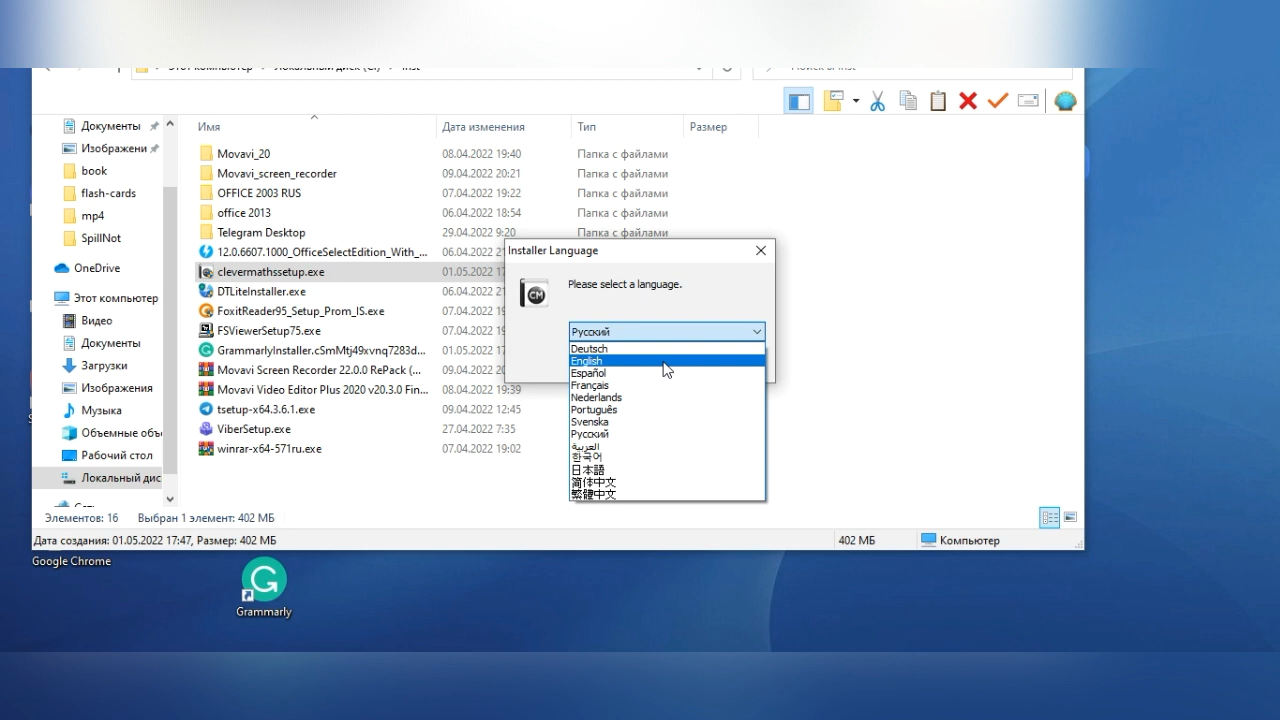 Имя Дата изменения Тип Размер
Документы
Изображени
book
flash-cards
mp4
SpillNot
OneDrive
Этот компьютер
Видео
Документы
Загрузки
Изображения
Музыка
Объемные объ
Рабочий стол
Локальный дис
Movavi_20 08.04.2022 19:40 Папка с файлами
Movavi_screen_recorder 09.04.2022 20:21 Папка с файлами
OFFICE 2003 RUS 07.04.2022 19:22 Папка с файлами
office 2013 06.04.2022 18:54 Папка с файлами
Telegram Desktop 29.04.2022 9:20 Папка с файлами
12.0.6607.1000_OfficeSelectEdition_With_... 06.04.2022 2
clevermathssetup.exe 01.05.2022 17
DTLiteInstaller.exe 06.04.2022 2
FoxitReader95_Setup_Prom_IS.exe 07.04.2022 19
FSViewerSetup75.exe 07.04.2022 19
GrammarlyInstaller.cSmMtj49xvnq7283d... 01.05.2022 17
Movavi Screen Recorder 22.0.0 RePack (... 09.04.2022 20
Movavi Video Editor Plus 2020 v20.3.0 Fin... 08.04.2022 19:39
tsetup-x64.3.6.1.exe 09.04.2022 12:45
ViberSetup.exe 27.04.2022 7:35
winrar-x64-571ru.exe 07.04.2022 19:02
Installer Language
Please select a language.
CM
Русский
Deutsch
English
Español
Français
Nederlands
Português
Svenska
Русский
العربية
한국어
日本語
简体中文
繁體中文
Элементов: 16 Выбран 1 элемент: 402 МБ
Дата создания: 01.05.2022 17:47, Размер: 402 МБ 402 МБ Компьютер
Google Chrome
Grammarly